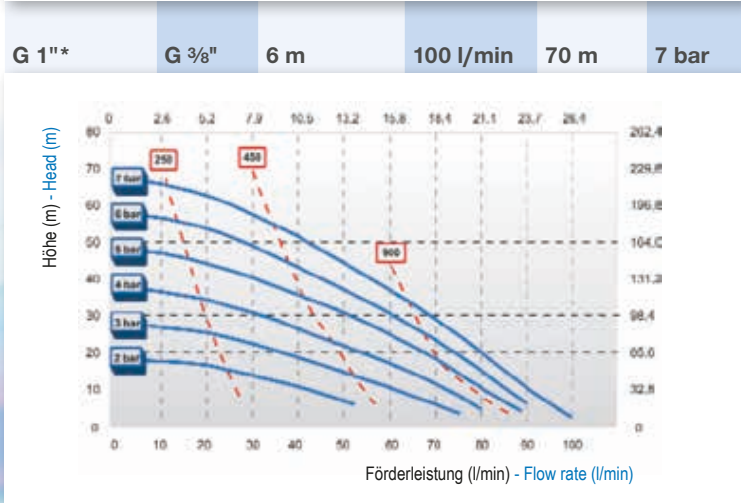 G 1"* G ³⁄₈" 6 m 100 l/min 70 m 7 bar
0 2.6 5.2 7.9 10.5 13.2 15.8 18.4 21.1 23.7 26.4
80 262.4
250 450
70 229.6
7 bar
60 196.8
6 bar
50 164.0
5 bar 900
40 131.2
4 bar
30 98.4
3 bar
20 65.6
2 bar
10 32.8
0 0
0 10 20 30 40 50 60 70 80 90 100
Höhe (m) - Head (m)
Förderleistung (l/min) - Flow rate (l/min)